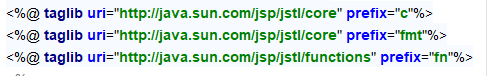 <%@ taglib uri="http://java.sun.com/jsp/jstl/core" prefix="c"%>
<%@ taglib uri="http://java.sun.com/jsp/jstl/core" prefix="fmt"%>
<%@ taglib uri="http://java.sun.com/jsp/jstl/functions" prefix="fn"%>